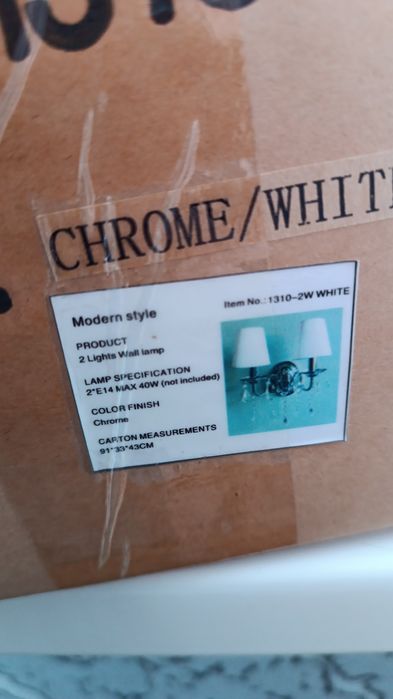 CHROME/WHIT
Modern style
Item No.: 1310-2W WHITE
PRODUCT
2 Lights Wall lamp
LAMP SPECIFICATION
2*E14 MAX 40W (not included)
COLOR FINISH
Chrome
CARTON MEASUREMENTS
91*33*43CM